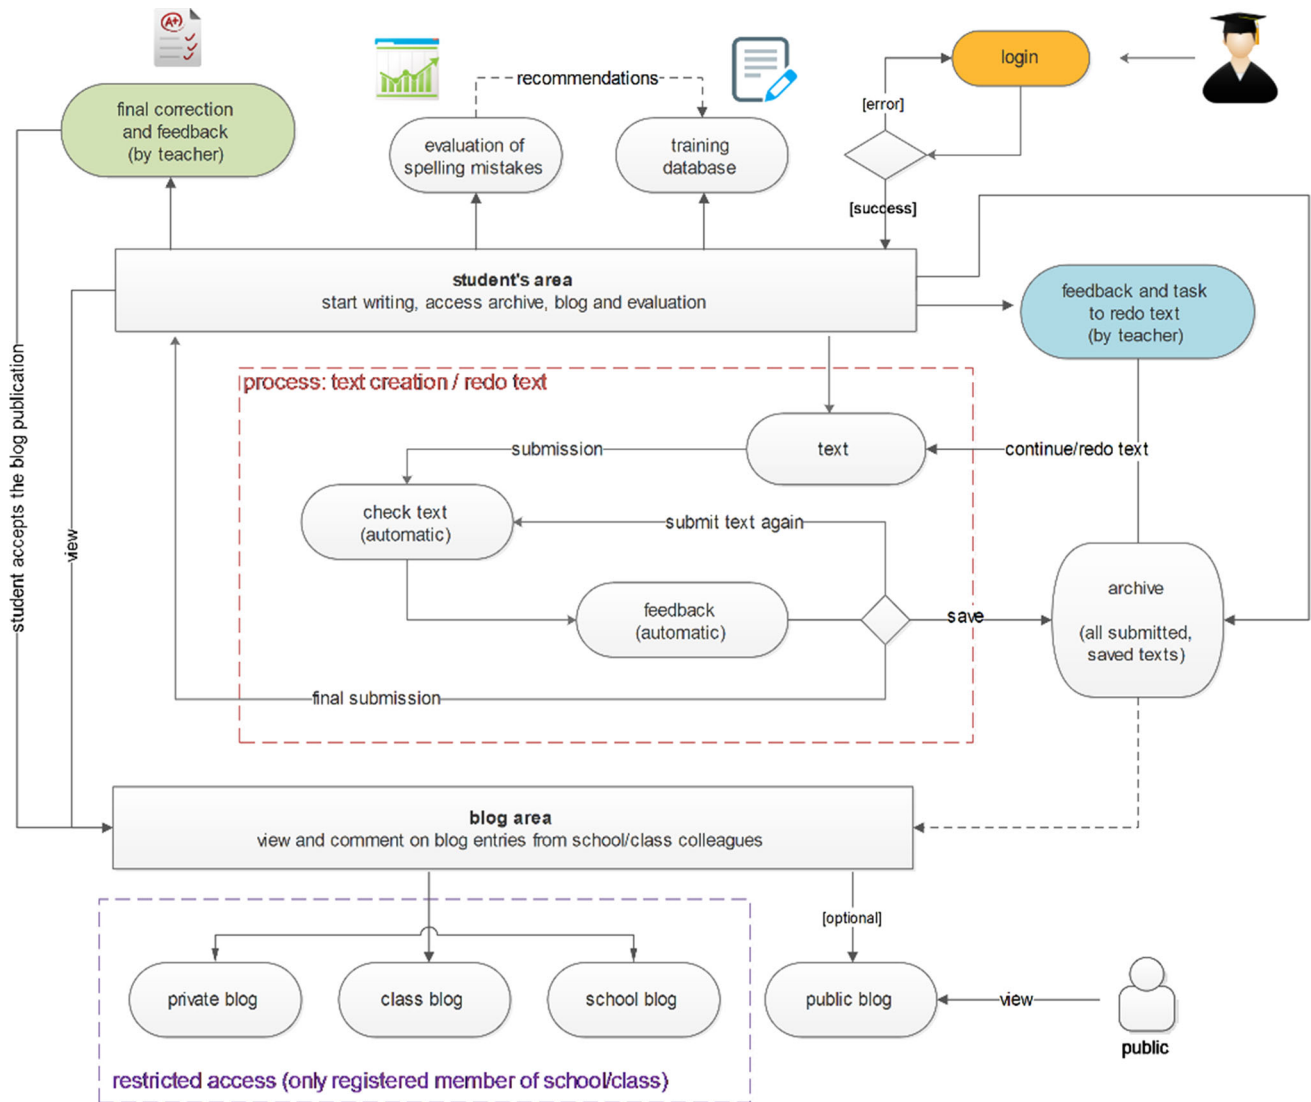 A+
login
recommendations
[error]
final correction
and feedback
(by teacher)
evaluation of
spelling mistakes
training
database
[success]
student's area
start writing, access archive, blog and evaluation
feedback and task
to redo text
(by teacher)
student accepts the blog publication
view
process: text creation / redo text
submission
text
continue/redo text
check text
(automatic)
submit text again
feedback
(automatic)
save
archive
(all submitted,
saved texts)
final submission
blog area
view and comment on blog entries from school/class colleagues
[optional]
private blog
class blog
school blog
public blog
view
public
restricted access (only registered member of school/class)